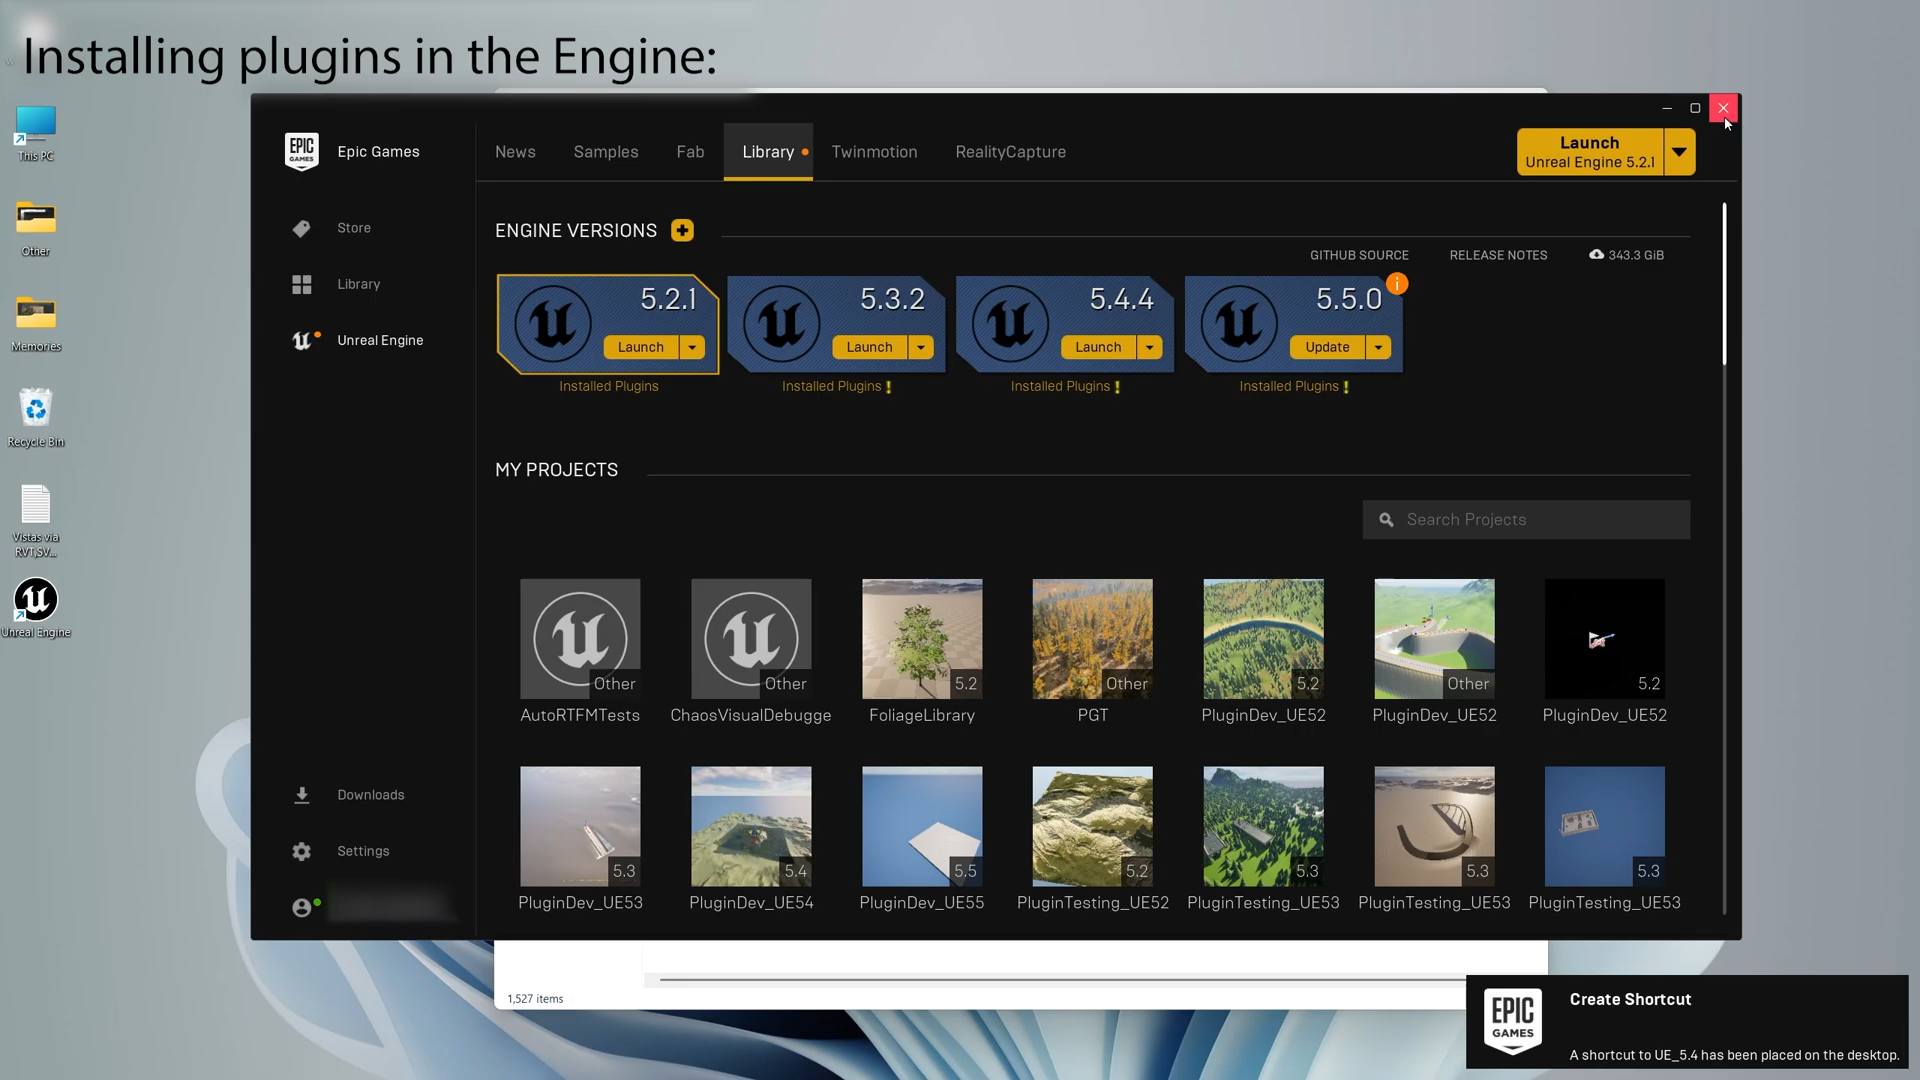 Installing plugins in the Engine:
This PC
Other
Memories
Recycle Bin
Vistas via
RVT,SV...
Unreal Engine
EPIC
GAMES
Epic Games
Store
Library
Unreal Engine
Downloads
Settings
News
Samples
Fab
Library
Twinmotion
RealityCapture
Launch
Unreal Engine 5.2.1
ENGINE VERSIONS
GITHUB SOURCE
RELEASE NOTES
343.3 GiB
5.2.1
Launch
Installed Plugins
5.3.2
Launch
Installed Plugins !
5.4.4
Launch
Installed Plugins !
5.5.0
Update
Installed Plugins !
MY PROJECTS
Search Projects
Other
AutoRTFMTests
Other
ChaosVisualDebugge
5.2
FoliageLibrary
Other
PGT
5.2
PluginDev_UE52
Other
PluginDev_UE52
5.2
PluginDev_UE52
5.3
PluginDev_UE53
5.4
PluginDev_UE54
5.5
PluginDev_UE55
5.2
PluginTesting_UE52
5.3
PluginTesting_UE53
5.3
PluginTesting_UE53
5.3
PluginTesting_UE53
1,527 items
EPIC
GAMES
Create Shortcut
A shortcut to UE_5.4 has been placed on the desktop.